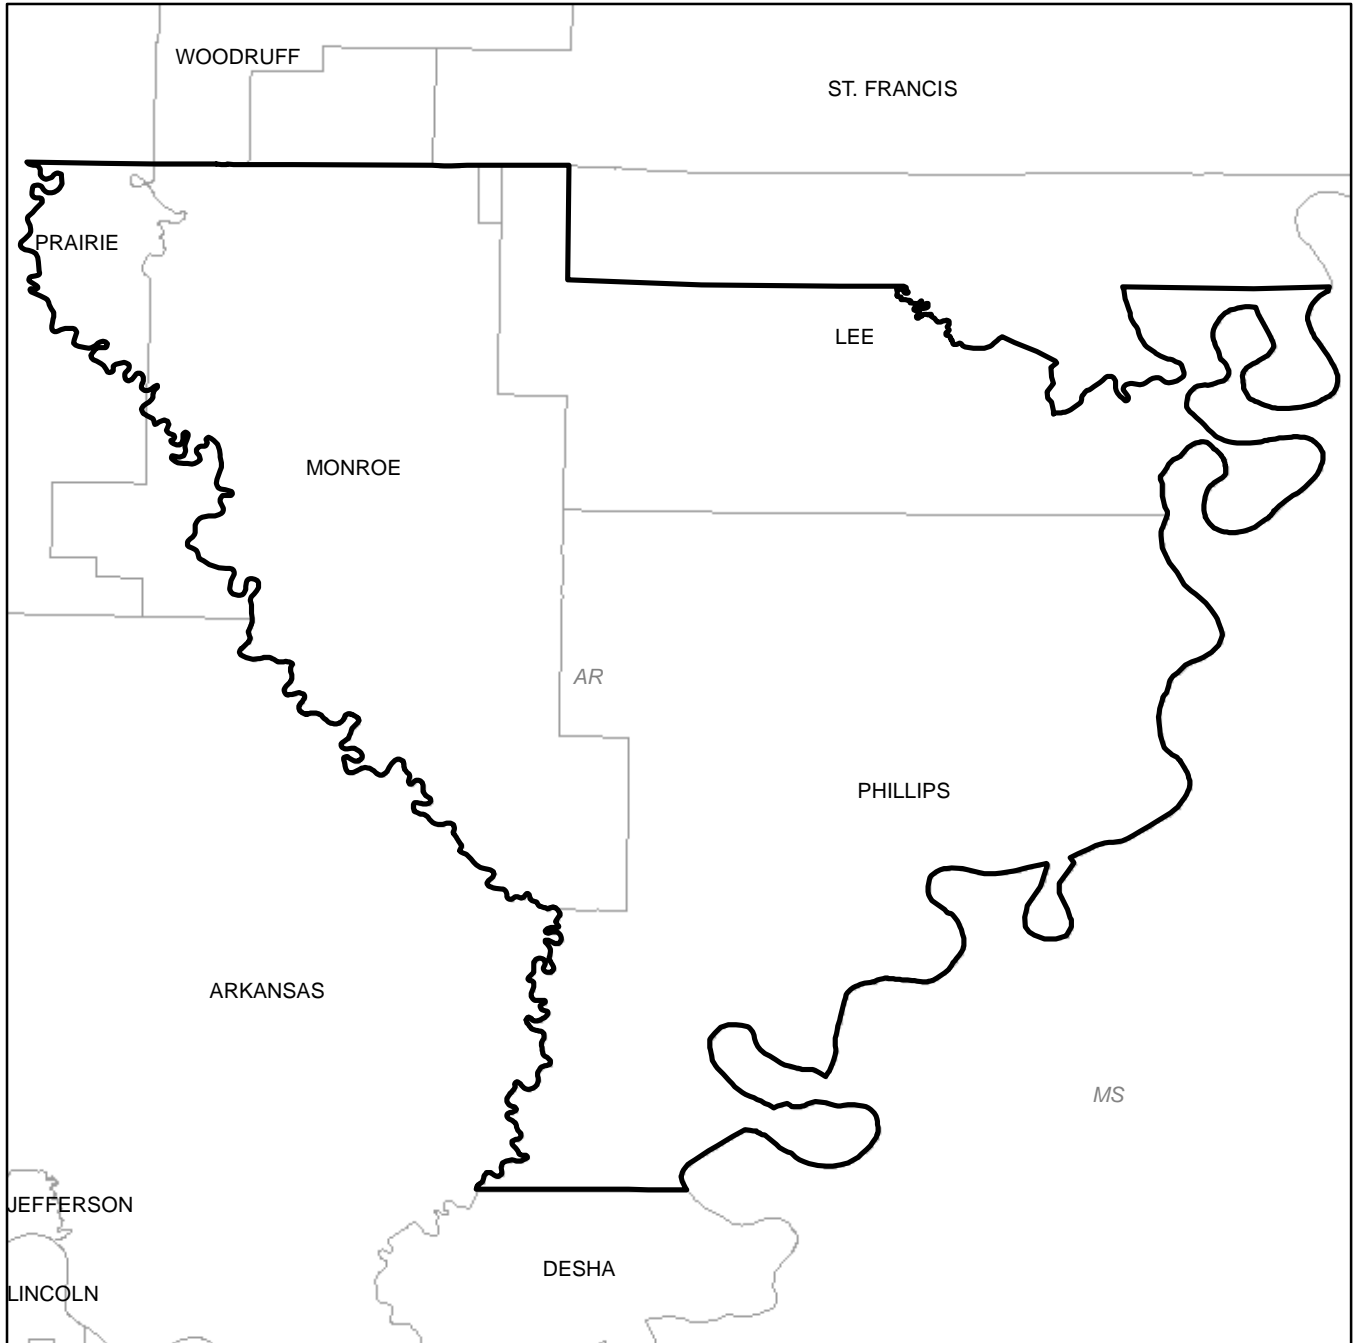 WOODRUFF
ST. FRANCIS
PRAIRIE
LEE
MONROE
AR
PHILLIPS
ARKANSAS
MS
JEFFERSON
DESHA
LINCOLN